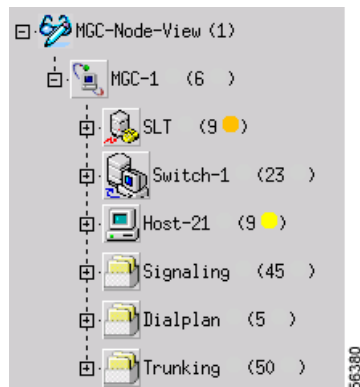 MGC-Node-View (1)
MGC-1 (6 )
SLT (9 )
Switch-1 (23 )
Host-21 (9 )
Signaling (45 )
Dialplan (5 )
Trunking (50 )
56380